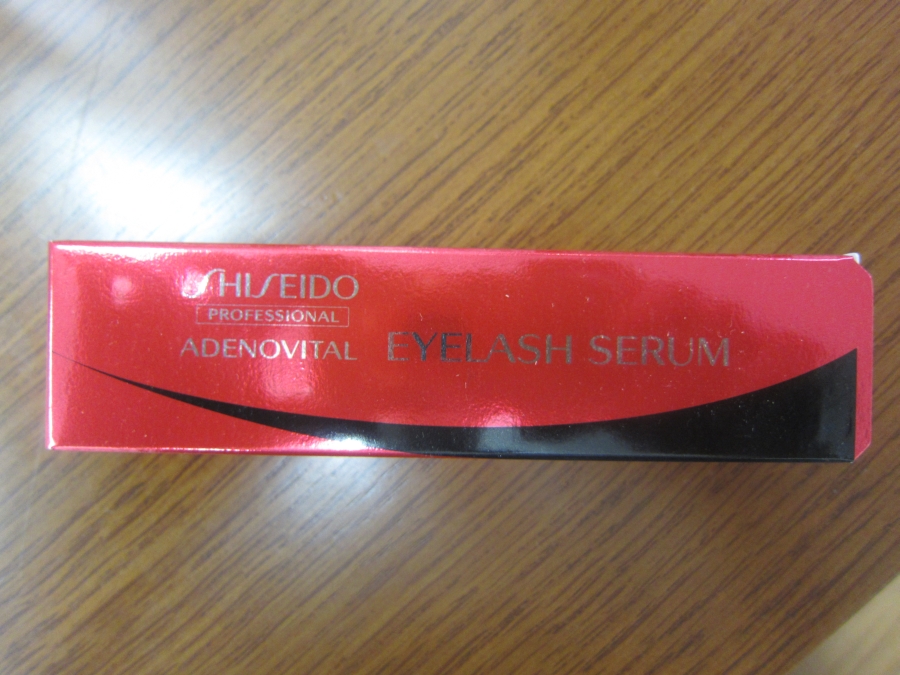 SHISEIDO
PROFESSIONAL
ADENOVITAL EYELASH SERUM